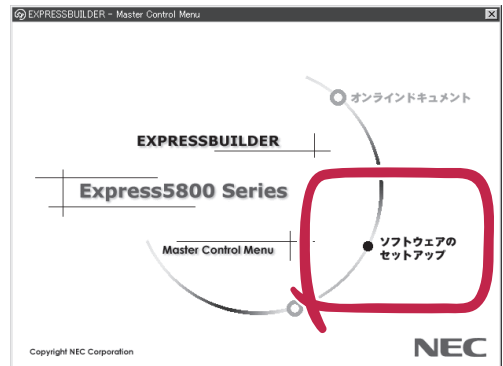 EXPRESSBUILDER - Master Control Menu
オンラインドキュメント
EXPRESSBUILDER
Express5800 Series
Master Control Menu
ソフトウェアの
セットアップ
Copyright NEC Corporation
NEC